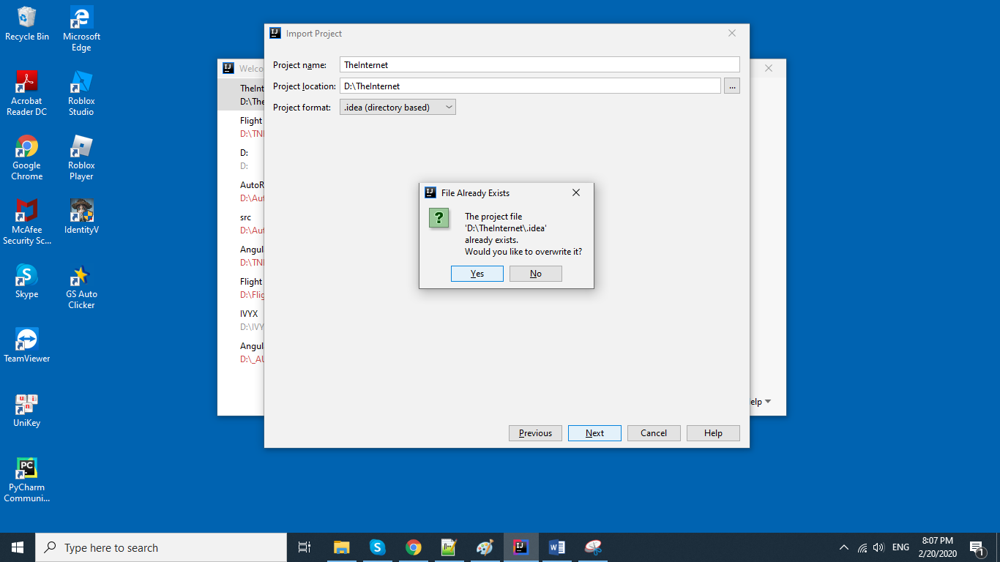 Recycle Bin
Microsoft
Edge
Acrobat
Reader DC
Roblox
Studio
Google
Chrome
Roblox
Player
McAfee
Security Sc...
IdentityV
Skype
GS Auto
Clicker
TeamViewer
UniKey
PyCharm
Communi...
Welco
TheInt
D:\The
Flight
D:\TN
D:
D:
AutoR
D:\Aut
src
D:\Aut
Angul
D:\TN
Flight
D:\Flig
IVYX
D:\IVY
Angul
D:\_AU
elp
Import Project
Project name:
TheInternet
Project location:
D:\TheInternet
...
Project format:
.idea (directory based)
File Already Exists
?
The project file
'D:\TheInternet\.idea'
already exists.
Would you like to overwrite it?
Yes
No
Previous
Next
Cancel
Help
Type here to search
ENG
8:07 PM
2/20/2020
1